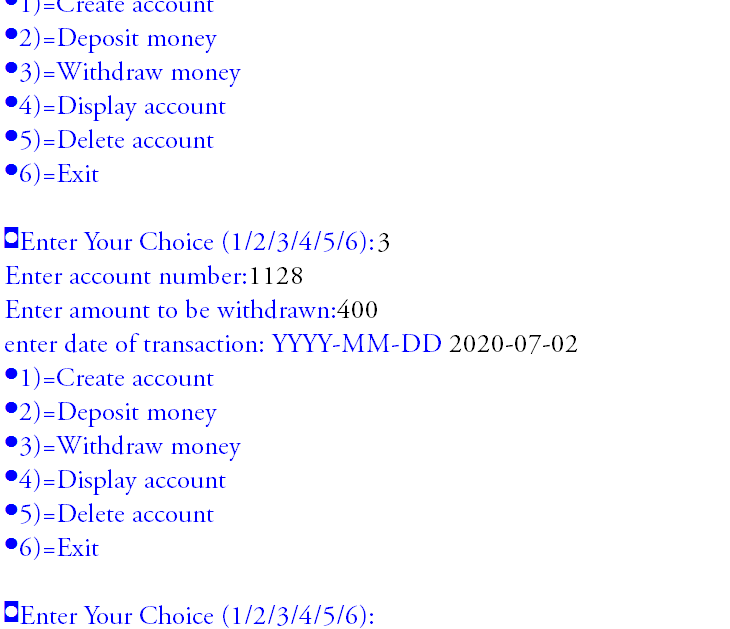 •1)=Create account
•2)=Deposit money
•3)=Withdraw money
•4)=Display account
•5)=Delete account
•6)=Exit
◘Enter Your Choice (1/2/3/4/5/6):3
Enter account number:1128
Enter amount to be withdrawn:400
enter date of transaction: YYYY-MM-DD 2020-07-02
•1)=Create account
•2)=Deposit money
•3)=Withdraw money
•4)=Display account
•5)=Delete account
•6)=Exit
◘Enter Your Choice (1/2/3/4/5/6):